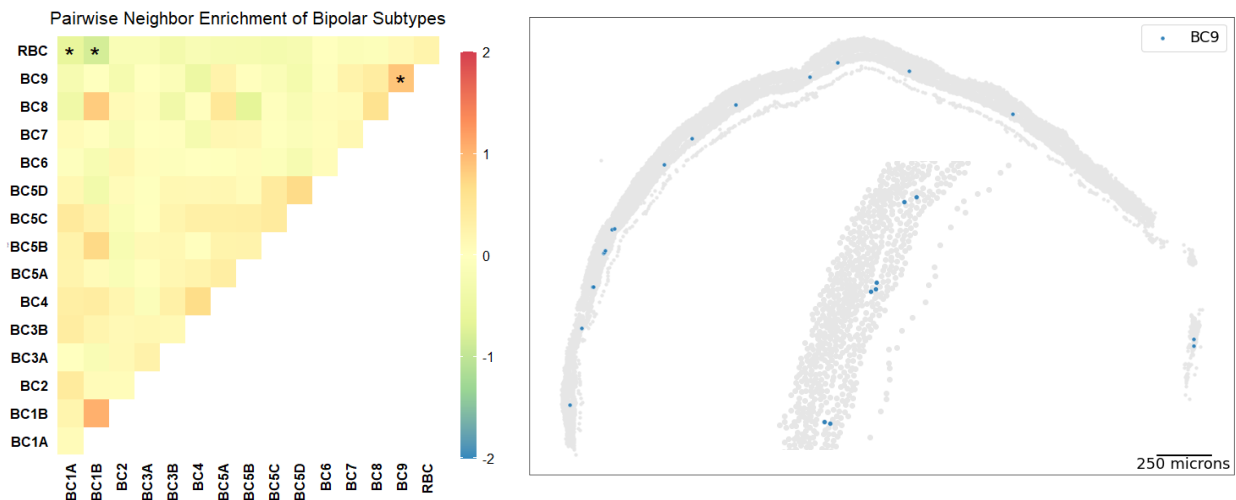 Pairwise Neighbor Enrichment of Bipolar Subtypes
RBC
BC9
BC8
BC7
BC6
BC5D
BC5C
BC5B
BC5A
BC4
BC3B
BC3A
BC2
BC1B
BC1A
* *
*
BC1A
BC1B
BC2
BC3A
BC3B
BC4
BC5A
BC5B
BC5C
BC5D
BC6
BC7
BC8
BC9
RBC
2
1
0
-1
-2
BC9
250 microns